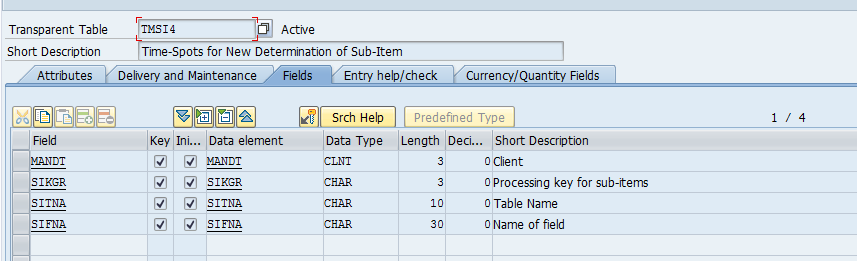 Transparent Table TMSI4 Active
Short Description Time-Spots for New Determination of Sub-Item
Attributes Delivery and Maintenance Fields Entry help/check Currency/Quantity Fields
Srch Help Predefined Type 1 / 4
Field Key Ini... Data element Data Type Length Deci... Short Description
MANDT MANDT CLNT 3 0 Client
SIKGR SIKGR CHAR 3 0 Processing key for sub-items
SITNA SITNA CHAR 10 0 Table Name
SIFNA SIFNA CHAR 30 0 Name of field